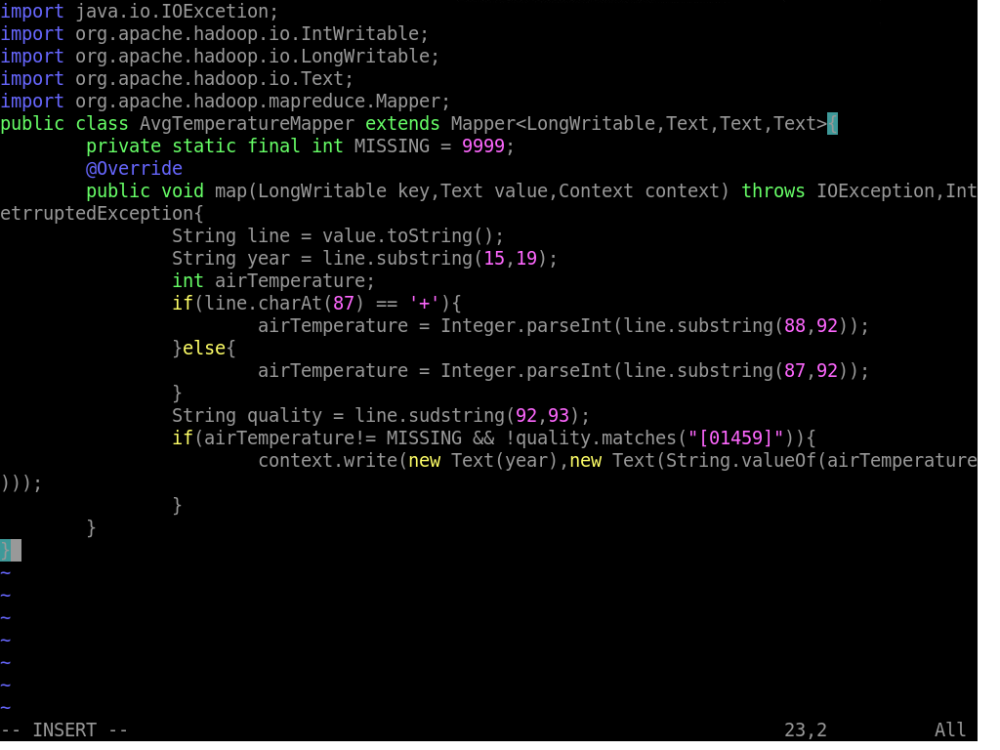 import java.io.IOExcetion;
import org.apache.hadoop.io.IntWritable;
import org.apache.hadoop.io.LongWritable;
import org.apache.hadoop.io.Text;
import org.apache.hadoop.mapreduce.Mapper;
public class AvgTemperatureMapper extends Mapper<LongWritable,Text,Text,Text>{
        private static final int MISSING = 9999;
        @Override
        public void map(LongWritable key,Text value,Context context) throws IOException,Int
etrruptedException{
                String line = value.toString();
                String year = line.substring(15,19);
                int airTemperature;
                if(line.charAt(87) == '+'){
                        airTemperature = Integer.parseInt(line.substring(88,92));
                }else{
                        airTemperature = Integer.parseInt(line.substring(87,92));
                }
                String quality = line.sudstring(92,93);
                if(airTemperature!= MISSING && !quality.matches("[01459]")){
                        context.write(new Text(year),new Text(String.valueOf(airTemperature
)));
                }
        }
}
~
~
~
~
~
~
~
-- INSERT --                                                             23,2          All